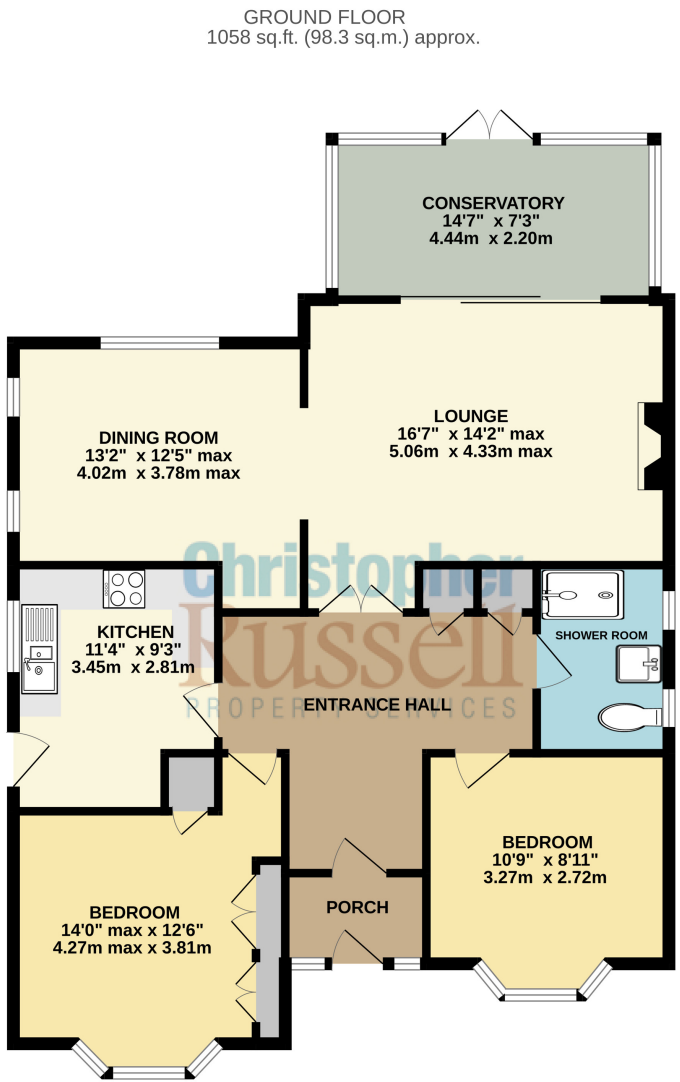 GROUND FLOOR
1058 sq.ft. (98.3 sq.m.) approx.
CONSERVATORY
14'7" x 7'3"
4.44m x 2.20m
LOUNGE
16'7" x 14'2" max
5.06m x 4.33m max
DINING ROOM
13'2" x 12'5" max
4.02m x 3.78m max
Christopher
Russell
PROPERTY SERVICES
KITCHEN
11'4" x 9'3"
3.45m x 2.81m
SHOWER ROOM
ENTRANCE HALL
BEDROOM
10'9" x 8'11"
3.27m x 2.72m
PORCH
BEDROOM
14'0" max x 12'6"
4.27m max x 3.81m